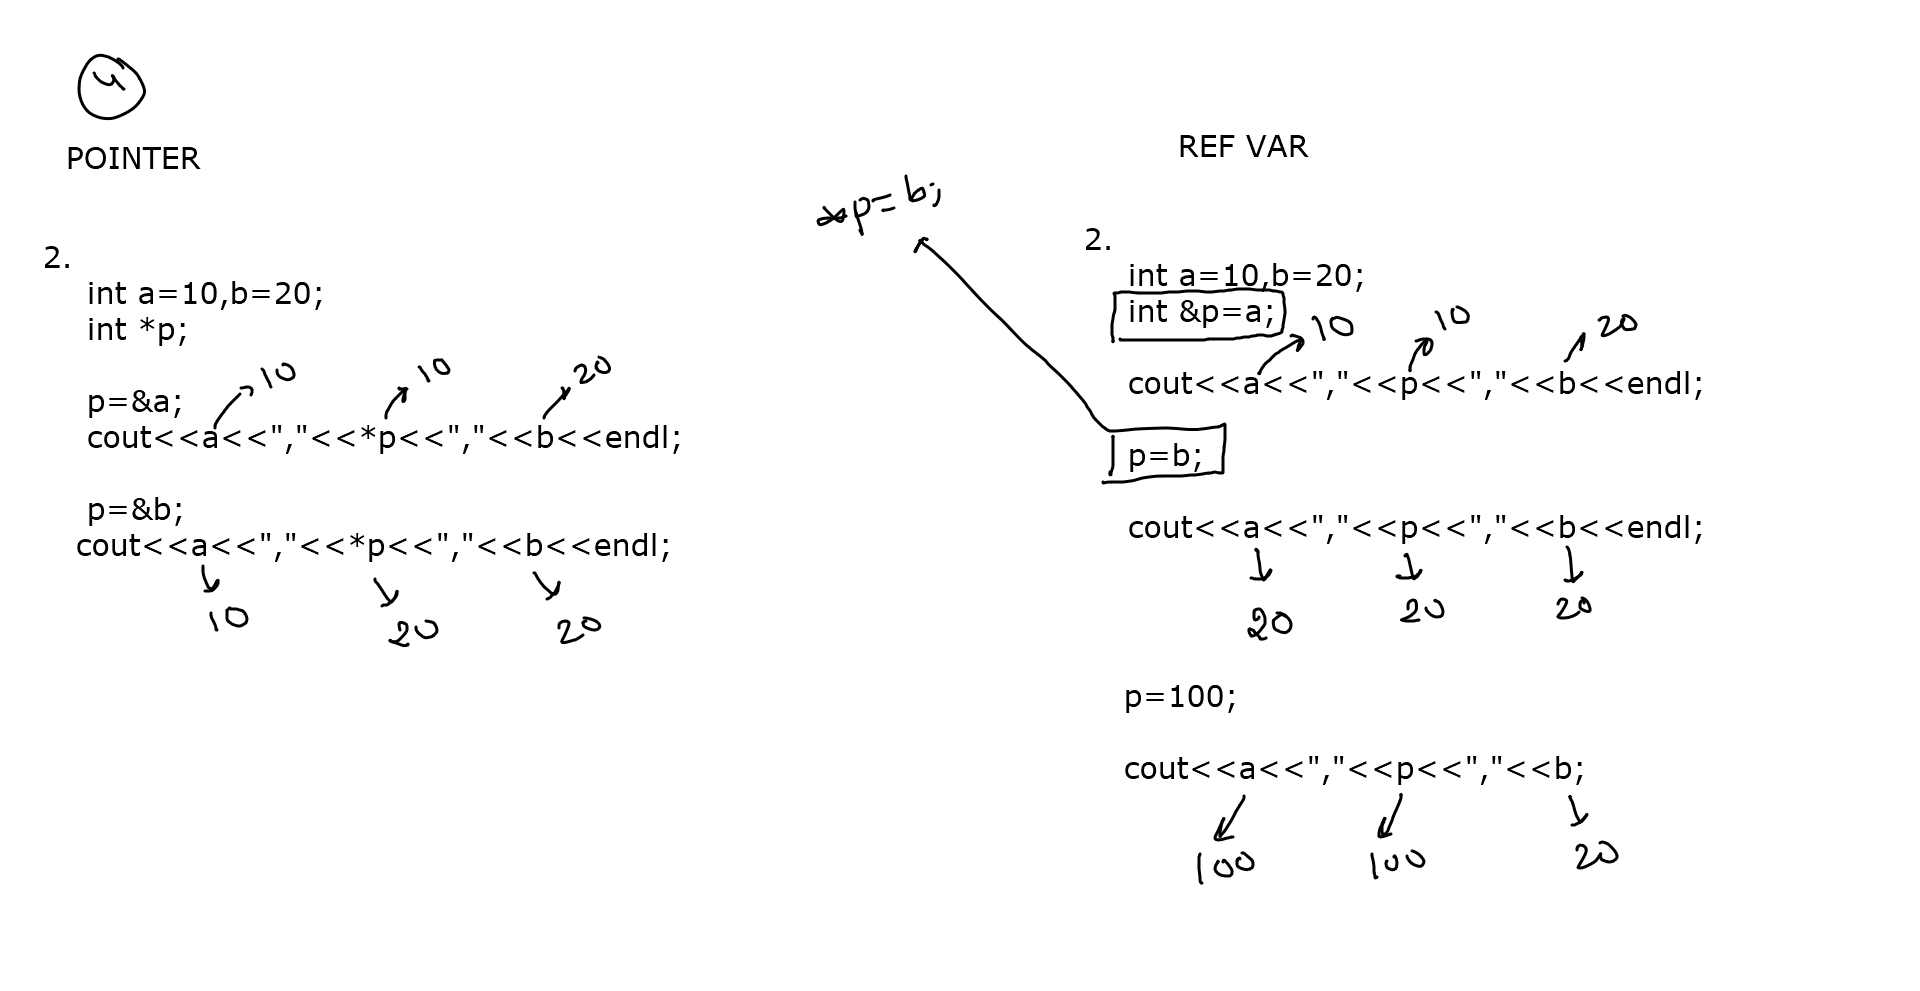 4
POINTER
2.
int a=10,b=20;
int *p;
10 10 20
p=&a;
cout<<a<<","<<*p<<","<<b<<endl;
p=&b;
cout<<a<<","<<*p<<","<<b<<endl;
10 20 20
*p=b;
REF VAR
2.
int a=10,b=20;
int &p=a;
10 10 20
cout<<a<<","<<p<<","<<b<<endl;
p=b;
cout<<a<<","<<p<<","<<b<<endl;
20 20 20
p=100;
cout<<a<<","<<p<<","<<b;
100 100 20